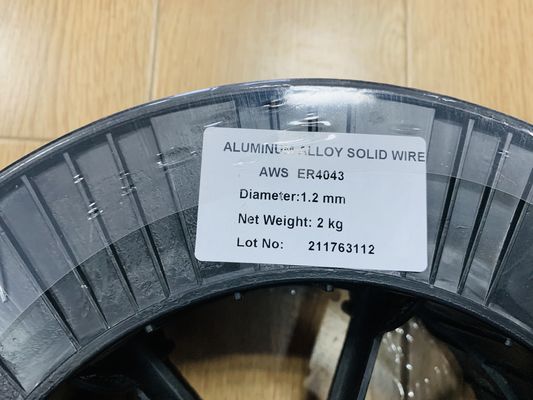 ALUMINUM ALLOY SOLID WIRE
AWS ER4043
Diameter:1.2 mm
Net Weight: 2 kg
Lot No: 211763112